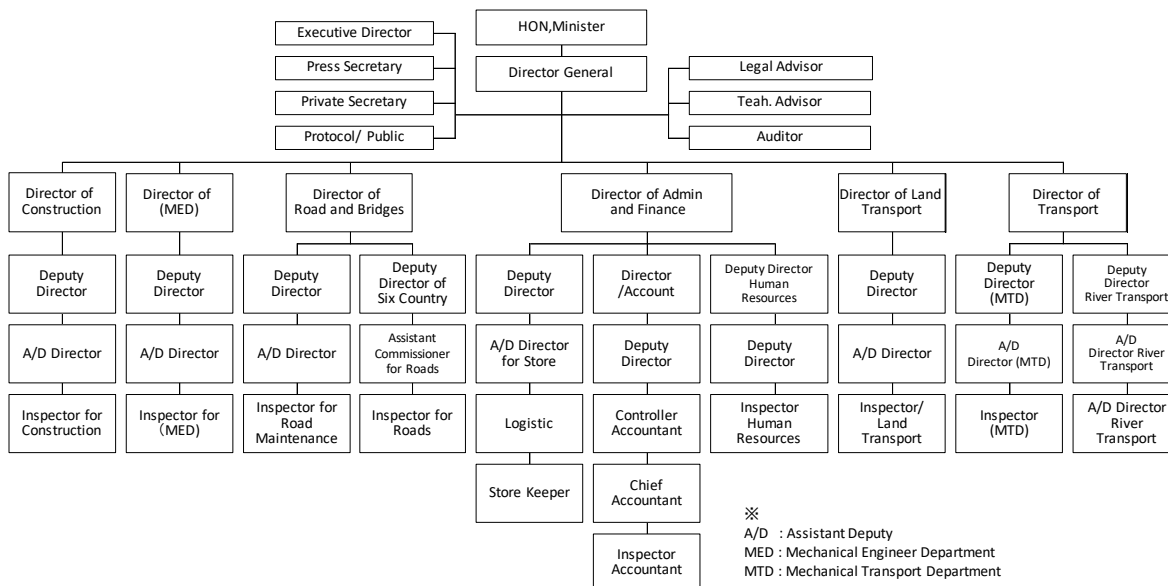 HON,Minister
Executive Director
Press Secretary
Director General
Legal Advisor
Private Secretary
Teah. Advisor
Protocol/ Public
Auditor
Director of
Construction
Director of
(MED)
Director of
Road and Bridges
Director of Admin
and Finance
Director of Land
Transport
Director of
Transport
Deputy
Director
Deputy
Director
Deputy
Director
Deputy
Director of
Six Country
Deputy
Director
Director
/Account
Deputy Director
Human
Resources
Deputy
Director
Deputy
Director
(MTD)
Deputy
Director
River Transport
A/D Director
A/D Director
A/D Director
Assistant
Commissioner
for Roads
A/D Director
for Store
Deputy
Director
Deputy
Director
A/D Director
A/D
Director (MTD)
A/D
Director River
Transport
Inspector for
Construction
Inspector for
（MED)
Inspector for
Road
Maintenance
Inspector for
Roads
Logistic
Controller
Accountant
Inspector
Human
Resources
Inspector/
Land
Transport
Inspector
(MTD)
A/D Director
River
Transport
Store Keeper
Chief
Accountant
Inspector
Accountant
※
A/D : Assistant Deputy
MED : Mechanical Engineer Department
MTD : Mechanical Transport Department